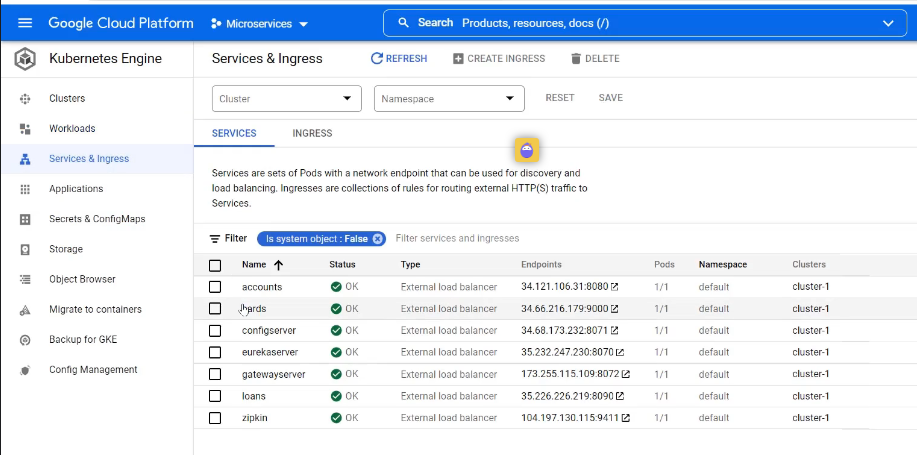 Google Cloud Platform Microservices Search Products, resources, docs (/)
Kubernetes Engine
Services & Ingress REFRESH CREATE INGRESS DELETE
Clusters
Workloads
Services & Ingress
Applications
Secrets & ConfigMaps
Storage
Object Browser
Migrate to containers
Backup for GKE
Config Management
Cluster Namespace RESET SAVE
SERVICES INGRESS
Services are sets of Pods with a network endpoint that can be used for discovery and
load balancing. Ingresses are collections of rules for routing external HTTP(S) traffic to
Services.
Filter Is system object : False Filter services and ingresses
Name Status Type Endpoints Pods Namespace Clusters
accounts OK External load balancer 34.121.106.31:8080 1/1 default cluster-1
cards OK External load balancer 34.66.216.179:9000 1/1 default cluster-1
configserver OK External load balancer 34.68.173.232:8071 1/1 default cluster-1
eurekaserver OK External load balancer 35.232.247.230:8070 1/1 default cluster-1
gatewayserver OK External load balancer 173.255.115.109:8072 1/1 default cluster-1
loans OK External load balancer 35.226.226.219:8090 1/1 default cluster-1
zipkin OK External load balancer 104.197.130.115:9411 1/1 default cluster-1